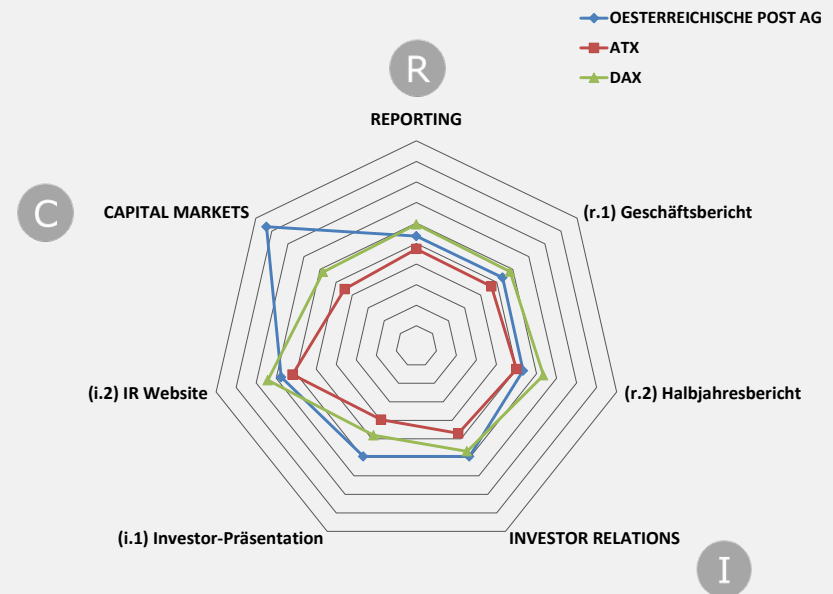 OESTERREICHISCHE POST AG
ATX
DAX
R
REPORTING
C
CAPITAL MARKETS
(r.1) Geschäftsbericht
(i.2) IR Website
(r.2) Halbjahresbericht
(i.1) Investor-Präsentation
INVESTOR RELATIONS
I